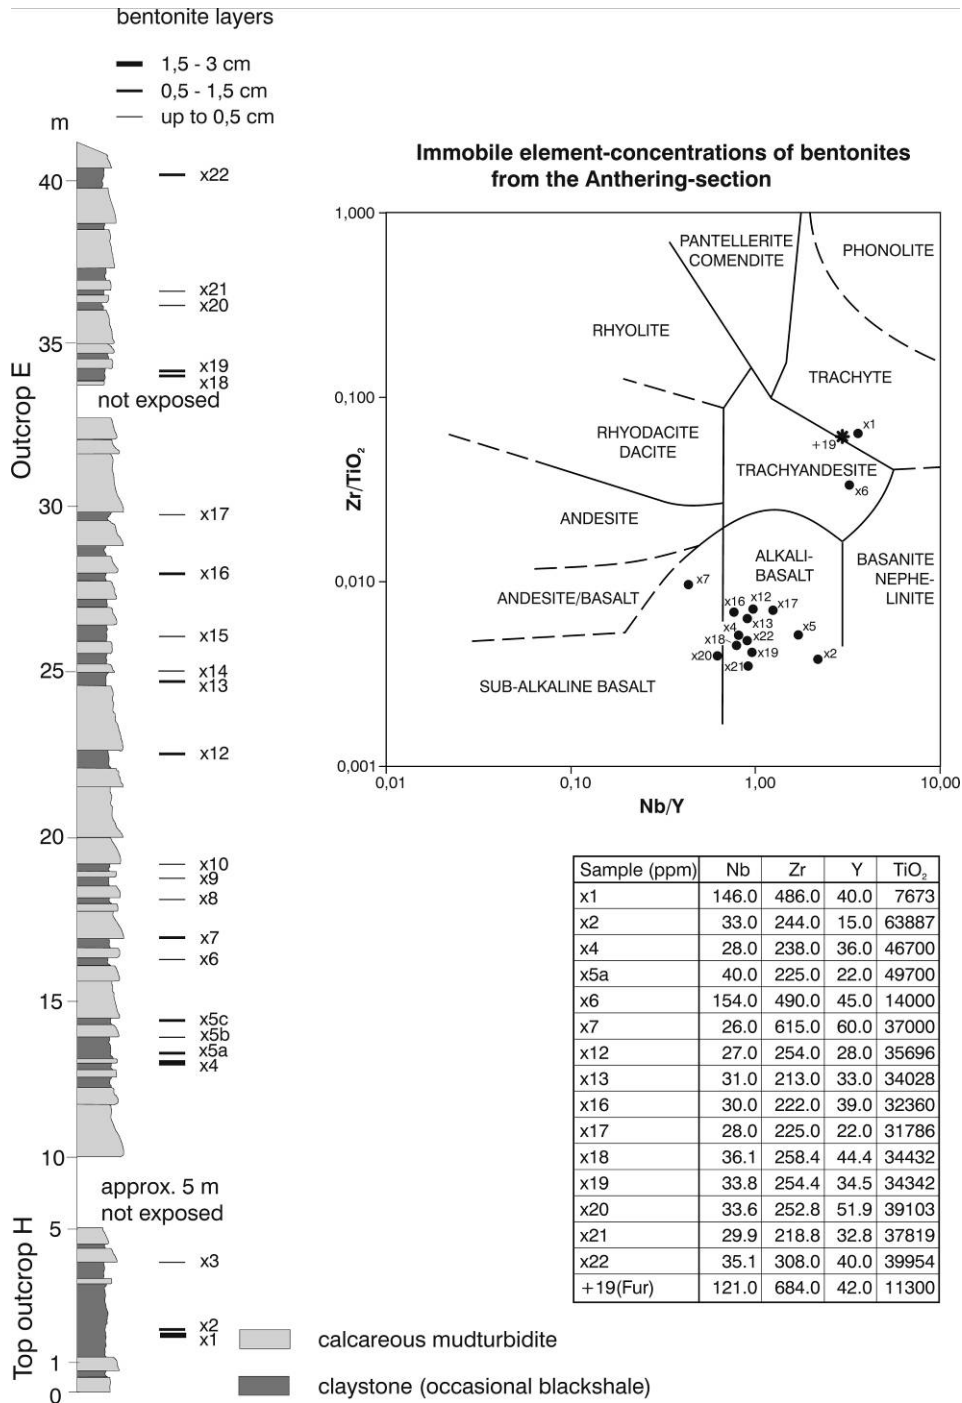 bentonite layers
1,5 - 3 cm
0,5 - 1,5 cm
up to 0,5 cm
m
40
35
30
25
20
15
10
5
1
0
Outcrop E
Top outcrop H
x22
x21
x20
x19
x18
not exposed
x17
x16
x15
x14
x13
x12
x10
x9
x8
x7
x6
x5c
x5b
x5a
x4
approx. 5 m
not exposed
x3
x2
x1
calcareous mudturbidite
claystone (occasional blackshale)
Immobile element-concentrations of bentonites
from the Anthering-section
1,000
0,100
0,010
0,001
Zr/TiO₂
0,01
0,10
1,00
10,00
Nb/Y
PANTELLERITE
COMENDITE
PHONOLITE
RHYOLITE
TRACHYTE
RHYODACITE
DACITE
TRACHYANDESITE
ANDESITE
ALKALI-
BASALT
BASANITE
NEPHE-
LINITE
ANDESITE/BASALT
SUB-ALKALINE BASALT
x1
+19
x6
x7
x16
x12
x17
x13
x4
x5
x18
x22
x20
x19
x2
x21
Sample (ppm) Nb Zr Y TiO₂
x1 146.0 486.0 40.0 7673
x2 33.0 244.0 15.0 63887
x4 28.0 238.0 36.0 46700
x5a 40.0 225.0 22.0 49700
x6 154.0 490.0 45.0 14000
x7 26.0 615.0 60.0 37000
x12 27.0 254.0 28.0 35696
x13 31.0 213.0 33.0 34028
x16 30.0 222.0 39.0 32360
x17 28.0 225.0 22.0 31786
x18 36.1 258.4 44.4 34432
x19 33.8 254.4 34.5 34342
x20 33.6 252.8 51.9 39103
x21 29.9 218.8 32.8 37819
x22 35.1 308.0 40.0 39954
+19(Fur) 121.0 684.0 42.0 11300